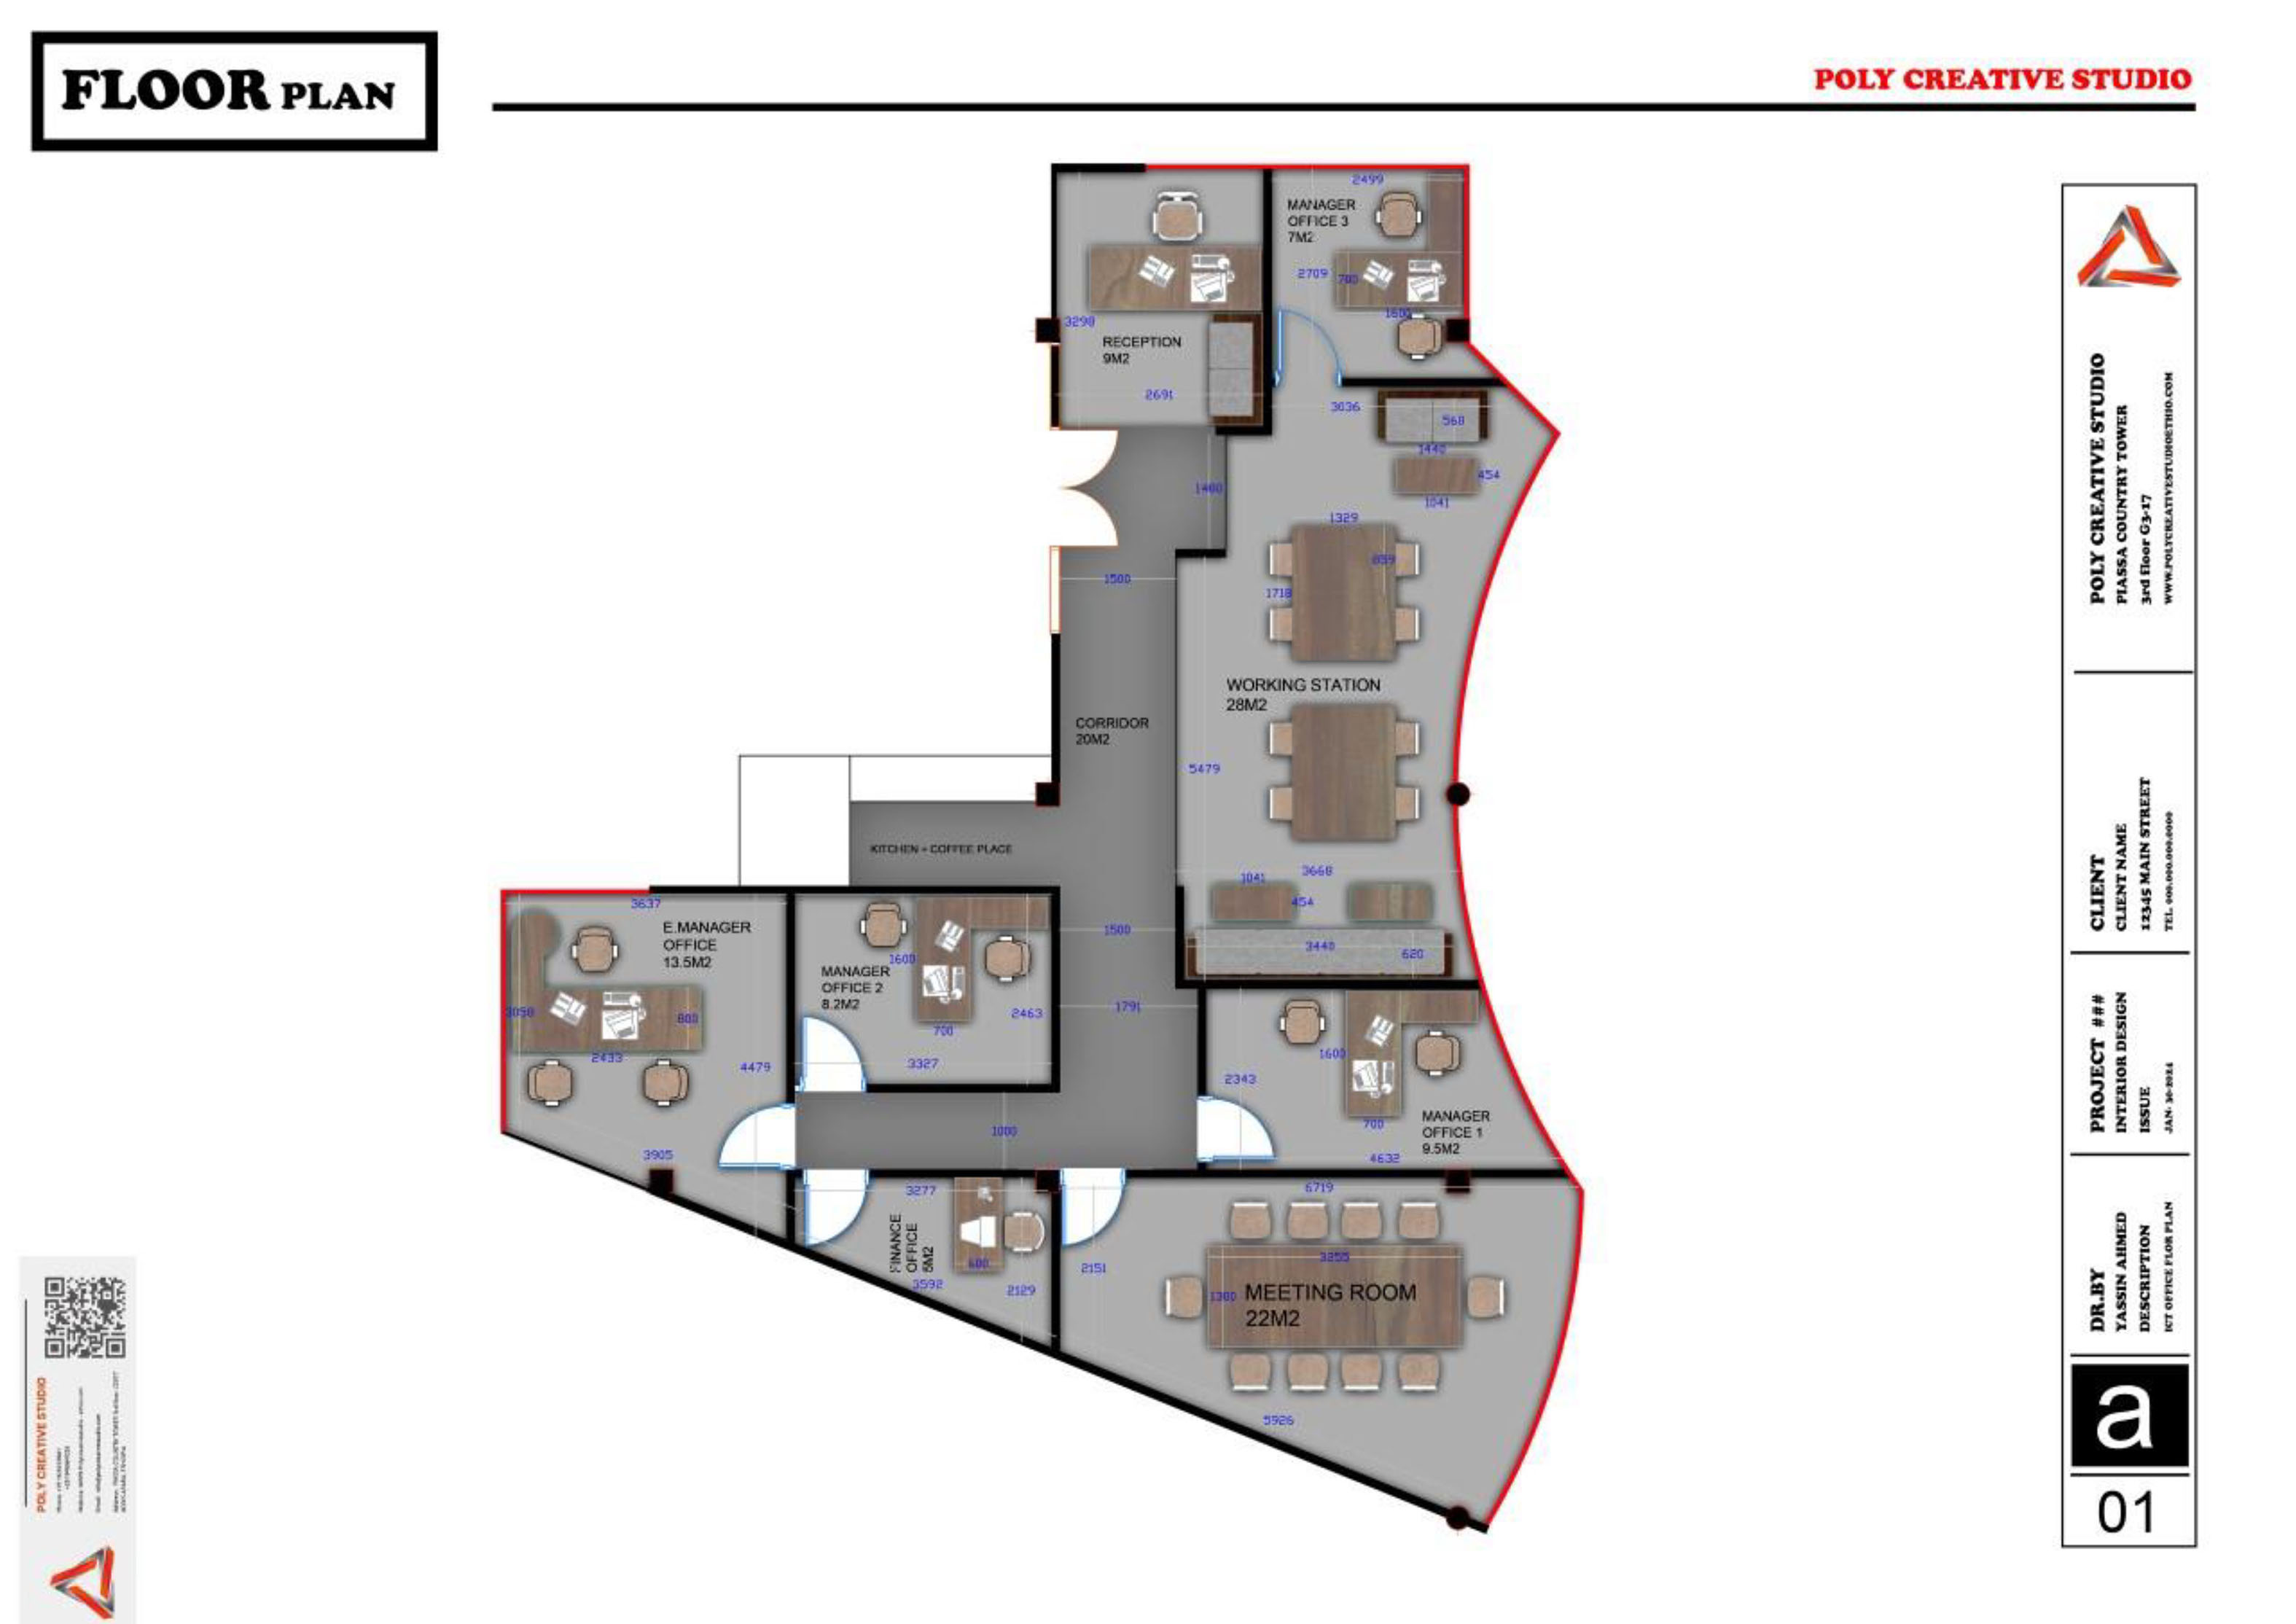 FLOOR PLAN
POLY CREATIVE STUDIO
2499
MANAGER
OFFICE 3
7M2
2709
700
1600
3298
RECEPTION
9M2
2691
3036
568
1440
454
1041
1400
1329
859
1718
1500
WORKING STATION
28M2
CORRIDOR
20M2
5479
KITCHEN + COFFEE PLACE
3668
1041
454
3440
620
3637
E.MANAGER
OFFICE
13.5M2
3058
800
2433
4479
3905
MANAGER
OFFICE 2
8.2M2
1600
700
2463
3327
1500
1791
1000
2343
1600
700
MANAGER
OFFICE 1
9.5M2
4632
3277
FINANCE
OFFICE
5M2
600
3592
2129
2151
6719
3255
1300
MEETING ROOM
22M2
5926
POLY CREATIVE STUDIO
PIASSA COUNTRY TOWER
3rd floor G3-17
WWW.POLYCREATIVESTUDIOETHIO.COM
CLIENT
CLIENT NAME
12345 MAIN STREET
TEL 000.000.000.0000
PROJECT ###
INTERIOR DESIGN
ISSUE
JAN- 30-2024
DR.BY
YASSIN AHMED
DESCRIPTION
ICT OFFICE FLOR PLAN
a
01
POLY CREATIVE STUDIO